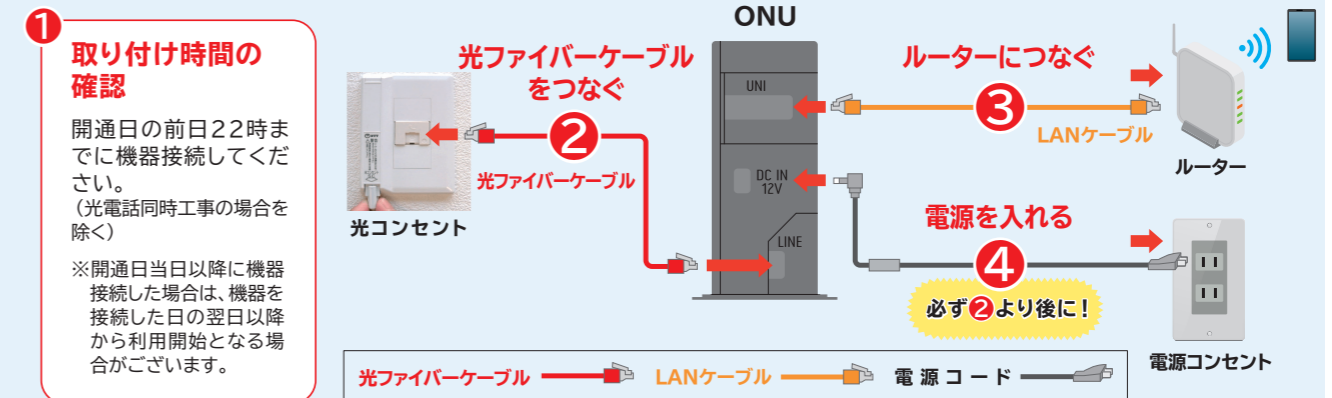 1
取り付け時間の
確認
開通日の前日22時ま
でに機器接続してくだ
さい。
(光電話同時工事の場合を
除く)
※開通日当日以降に機器
接続した場合は、機器を
接続した日の翌日以降
から利用開始となる場
合がございます。
光ファイバーケーブル
をつなぐ
2
光ファイバーケーブル
光コンセント
ONU
UNI
DC IN
12V
LINE
ルーターにつなぐ
3
LANケーブル
ルーター
電源を入れる
4
必ず2より後に!
電源コンセント
光ファイバーケーブル
LANケーブル
電源コード